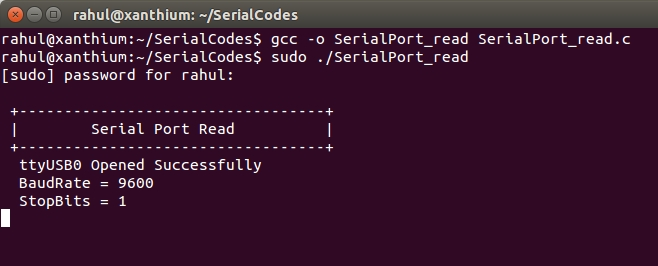 rahul@xanthium: ~/SerialCodes
rahul@xanthium:~/SerialCodes$ gcc -o SerialPort_read SerialPort_read.c
rahul@xanthium:~/SerialCodes$ sudo ./SerialPort_read
[sudo] password for rahul:
+----------------------------------+
|        Serial Port Read          |
+----------------------------------+
ttyUSB0 Opened Successfully
BaudRate = 9600
StopBits = 1